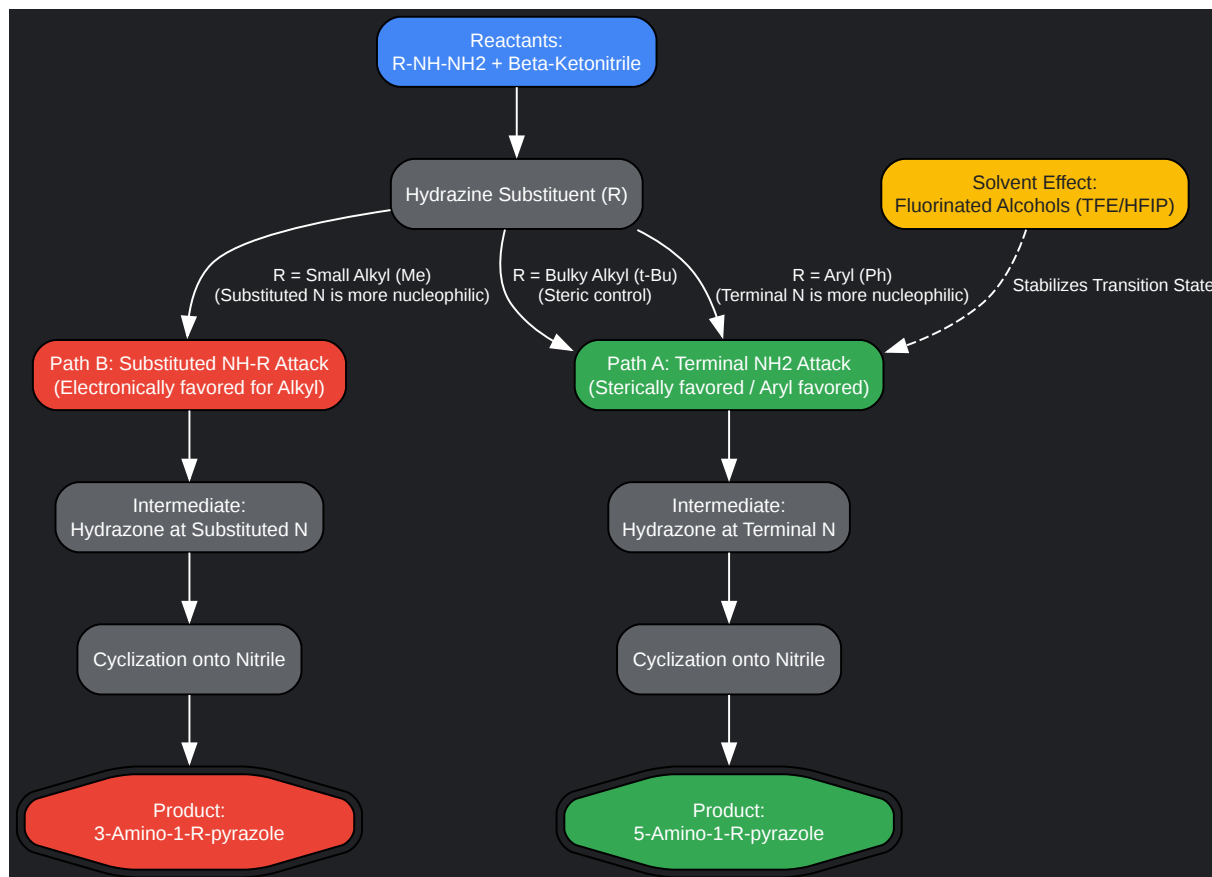 Reactants:
R-NH-NH2 + Beta-Ketonitrile
Hydrazine Substituent (R)
Solvent Effect:
Fluorinated Alcohols (TFE/HFIP)
R = Small Alkyl (Me)
(Substituted N is more nucleophilic)
R = Bulky Alkyl (t-Bu)
(Steric control)
R = Aryl (Ph)
(Terminal N is more nucleophilic)
Stabilizes Transition State
Path B: Substituted NH-R Attack
(Electronically favored for Alkyl)
Path A: Terminal NH2 Attack
(Sterically favored / Aryl favored)
Intermediate:
Hydrazone at Substituted N
Intermediate:
Hydrazone at Terminal N
Cyclization onto Nitrile
Cyclization onto Nitrile
Product:
3-Amino-1-R-pyrazole
Product:
5-Amino-1-R-pyrazole